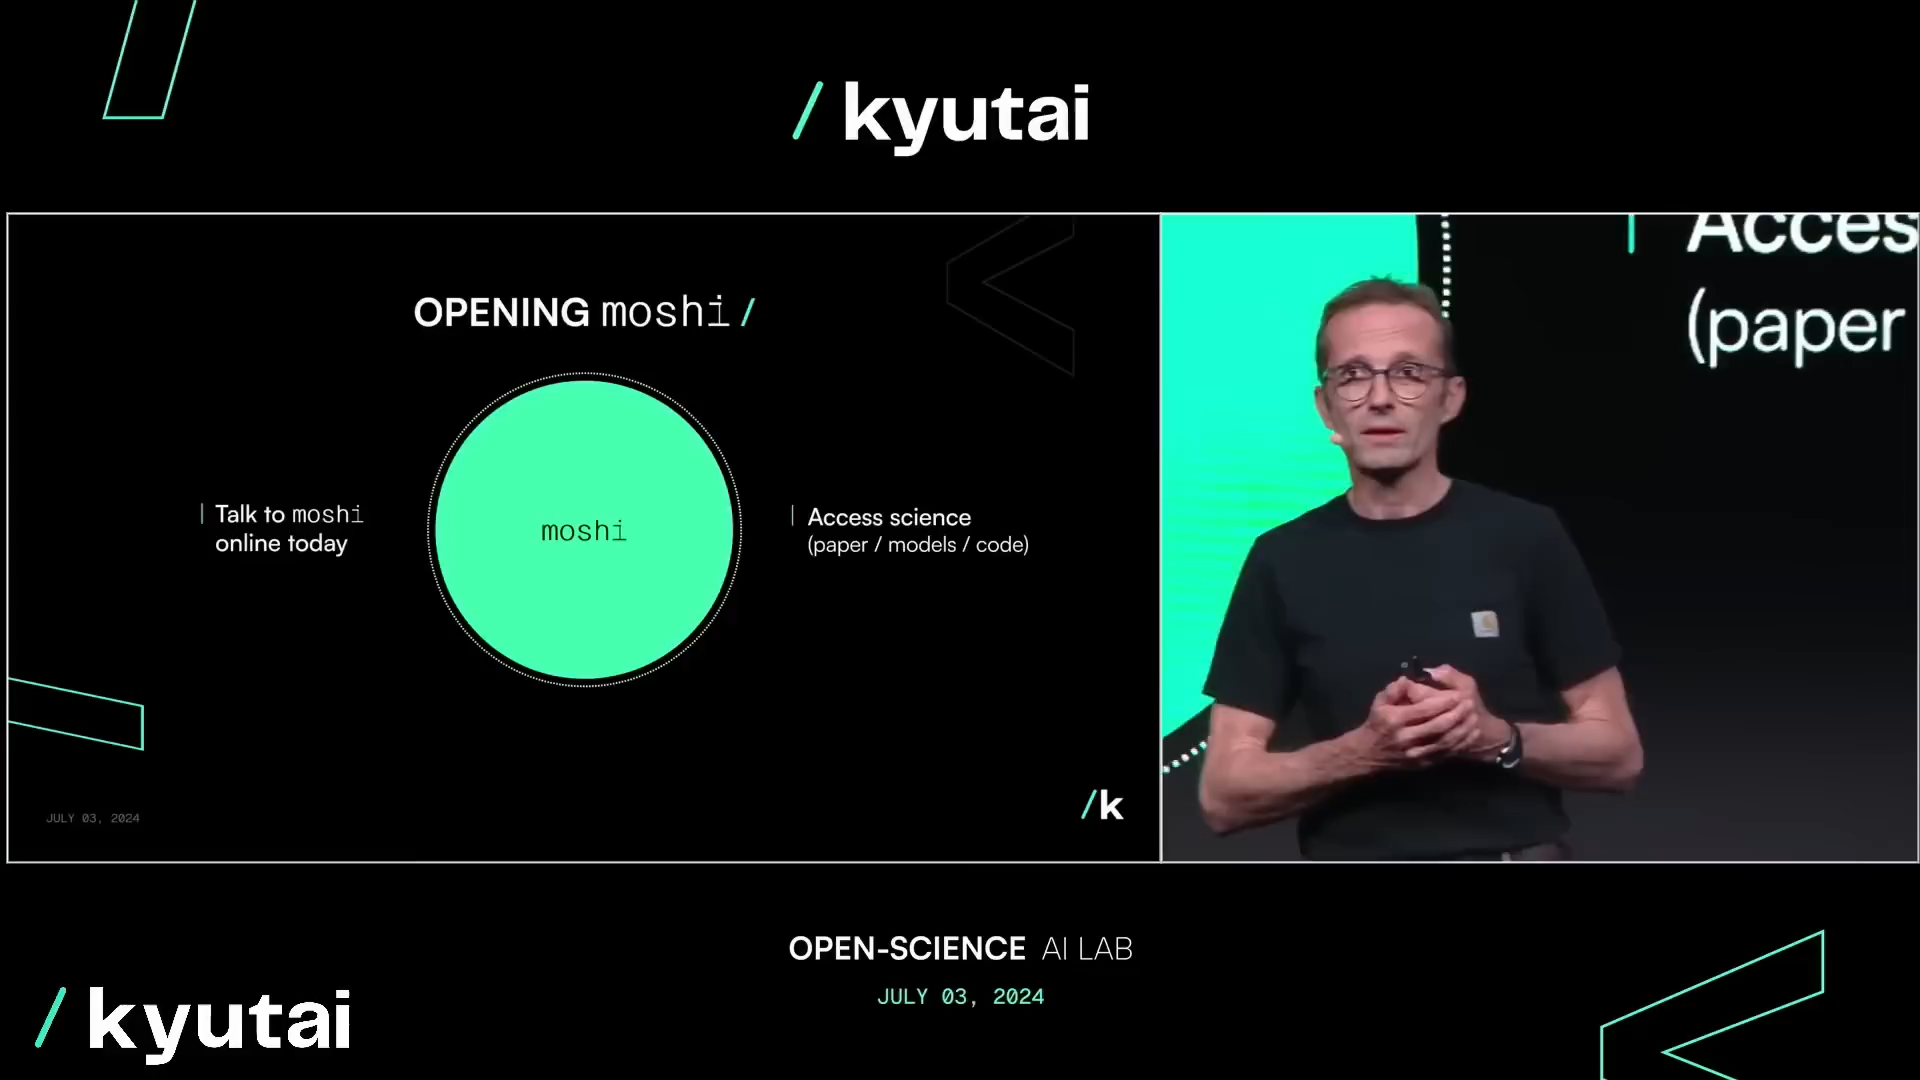 / kyutai
OPENING moshi /
Talk to moshi
online today
moshi
Access science
(paper / models / code)
JULY 03, 2024
/k
Acces
(paper
OPEN-SCIENCE AI LAB
JULY 03, 2024
/ kyutai